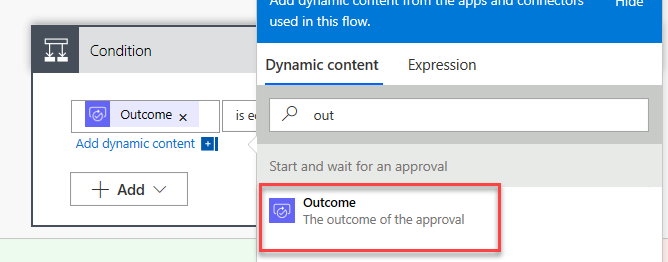 Add dynamic content from the apps and connectors
used in this flow.
Hide
Condition
Dynamic content
Expression
Outcome x
is e
out
Add dynamic content
Start and wait for an approval
Add
Outcome
The outcome of the approval